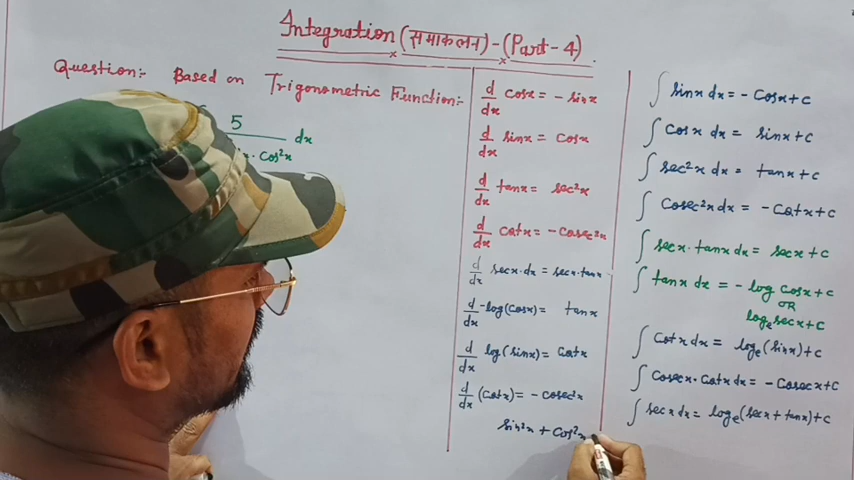 Integration (समाकलन) - (Part - 4)
Question:- Based on Trigonometric Function:-
5
dx
. cos²x
d/dx cosx = - sinx
d/dx sinx = cosx
d/dx tanx = sec²x
d/dx cotx = - cosec²x
d/dx secx·dx = secx·tanx
d/dx -log(cosx) = tanx
d/dx log(sinx) = cotx
d/dx (cotx) = - cosec²x
sin²x + cos²x
∫ sinx dx = - cosx + c
∫ cosx dx = sinx + c
∫ sec²x dx = tanx + c
∫ cosec²x dx = - cotx + c
∫ secx·tanx dx = secx + c
∫ tanx dx = - log cosx + c
OR
logₑ secx + c
∫ cotx dx = logₑ(sinx) + c
∫ cosecx·cotx dx = - cosecx + c
∫ secx dx = logₑ(secx + tanx) + c